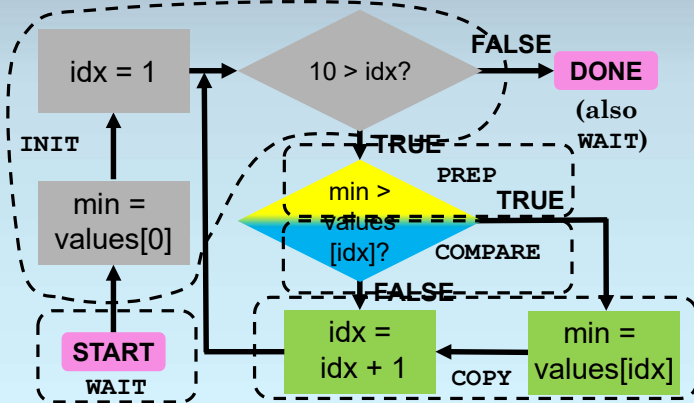 idx = 1
10 > idx?
FALSE
DONE
(also
WAIT)
INIT
TRUE
PREP
min =
values[0]
min >
values
[idx]?
TRUE
COMPARE
FALSE
START
WAIT
idx =
idx + 1
COPY
min =
values[idx]